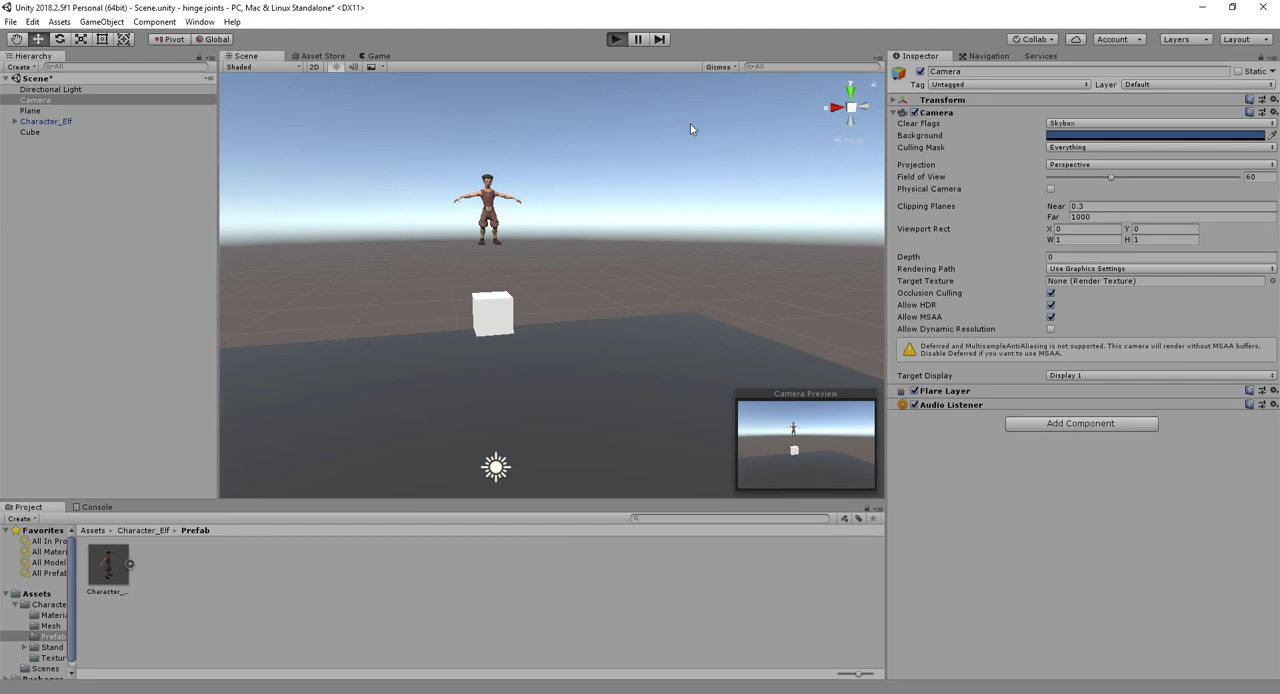 Unity 2018.2.5f1 Personal (64bit) - Scene.unity - hinge joints - PC, Mac & Linux Standalone* <DX11>
File Edit Assets GameObject Component Window Help
Pivot Global Collab Account Layers Layout
Hierarchy Scene Asset Store Game Inspector Navigation Services
Create All Shaded 2D Gizmos All Camera Static
Scene*
Directional Light
Camera
Plane
Character_Elf
Cube
y
x
Persp
Tag Untagged Layer Default
Transform
Camera
Clear Flags Skybox
Background
Culling Mask Everything
Projection Perspective
Field of View 60
Physical Camera
Clipping Planes Near 0.3
Far 1000
Viewport Rect X 0 Y 0
W 1 H 1
Depth 0
Rendering Path Use Graphics Settings
Target Texture None (Render Texture)
Occlusion Culling
Allow HDR
Allow MSAA
Allow Dynamic Resolution
Deferred and MultisampleAntiAliasing is not supported. This camera will render without MSAA buffers.
Disable Deferred if you want to use MSAA.
Target Display Display 1
Flare Layer
Audio Listener
Add Component
Camera Preview
Project Console
Create
Favorites
All In Pro
All Materi
All Model
All Prefab
Assets
Characte
Materi
Mesh
Prefab
Stand
Textur
Scenes
Packages
Assets Character_Elf Prefab
Character_...